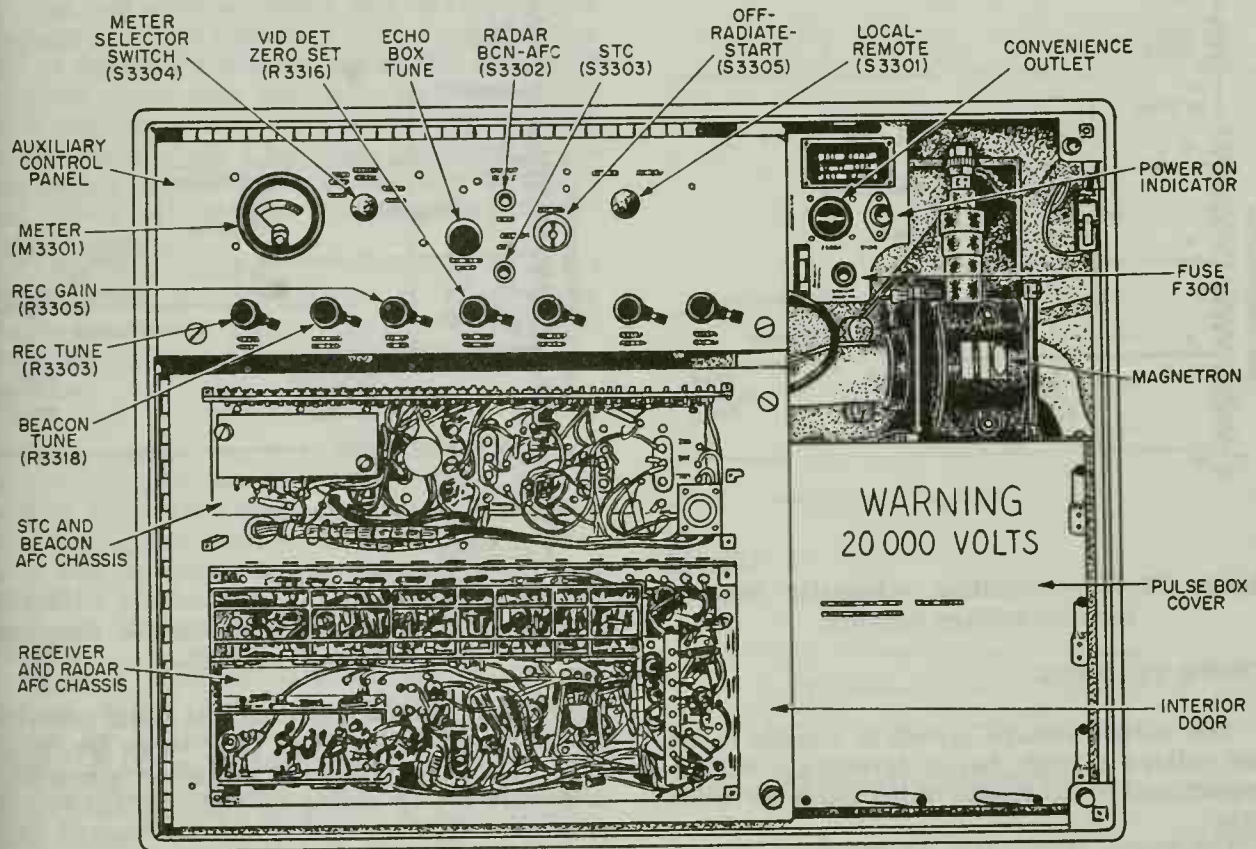 METER
SELECTOR
SWITCH
(S3304)
VID DET
ZERO SET
(R3316)
ECHO
BOX
TUNE
RADAR
BCN-AFC
(S3302)
STC
(S3303)
OFF-
RADIATE-
START
(S3305)
LOCAL-
REMOTE
(S3301)
CONVENIENCE
OUTLET
AUXILIARY
CONTROL
PANEL
METER
(M3301)
REC GAIN
(R3305)
REC TUNE
(R3303)
BEACON
TUNE
(R3318)
STC AND
BEACON
AFC CHASSIS
RECEIVER
AND RADAR
AFC CHASSIS
POWER ON
INDICATOR
FUSE
F3001
MAGNETRON
WARNING
20 000 VOLTS
PULSE BOX
COVER
INTERIOR
DOOR